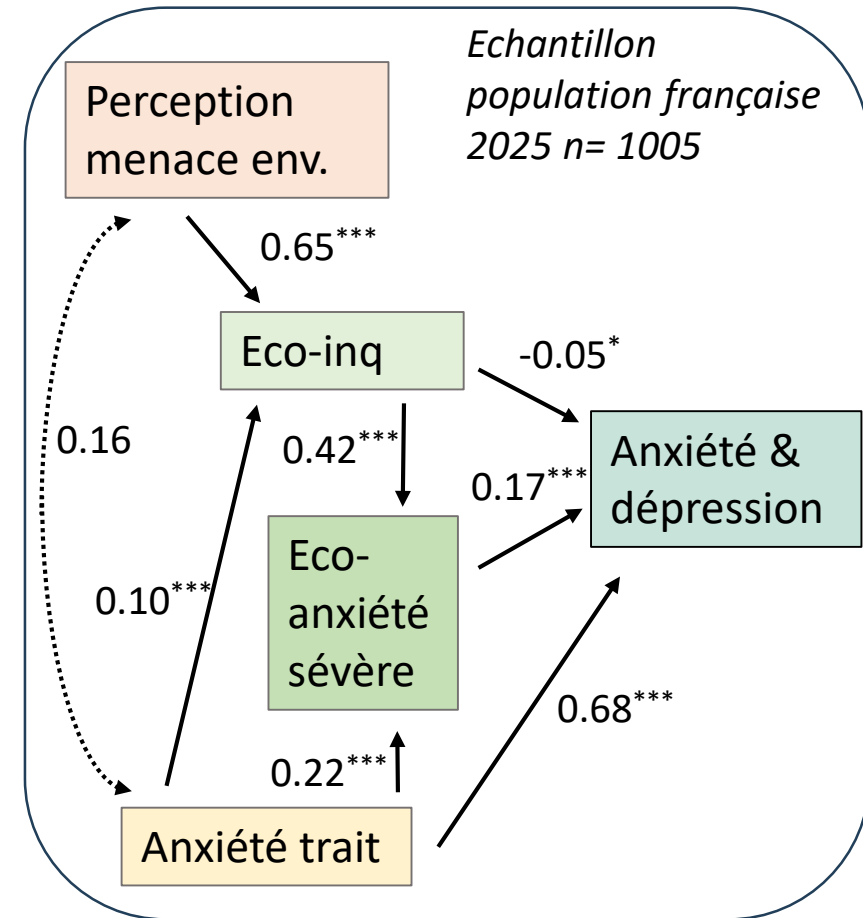 Echantillon
population française
2025 n= 1005
Perception
menace env.
0.65***
Eco-inq
-0.05*
0.16
0.42***
Anxiété &
dépression
0.17***
Eco-
anxiété
sévère
0.10***
0.68***
0.22***
Anxiété trait